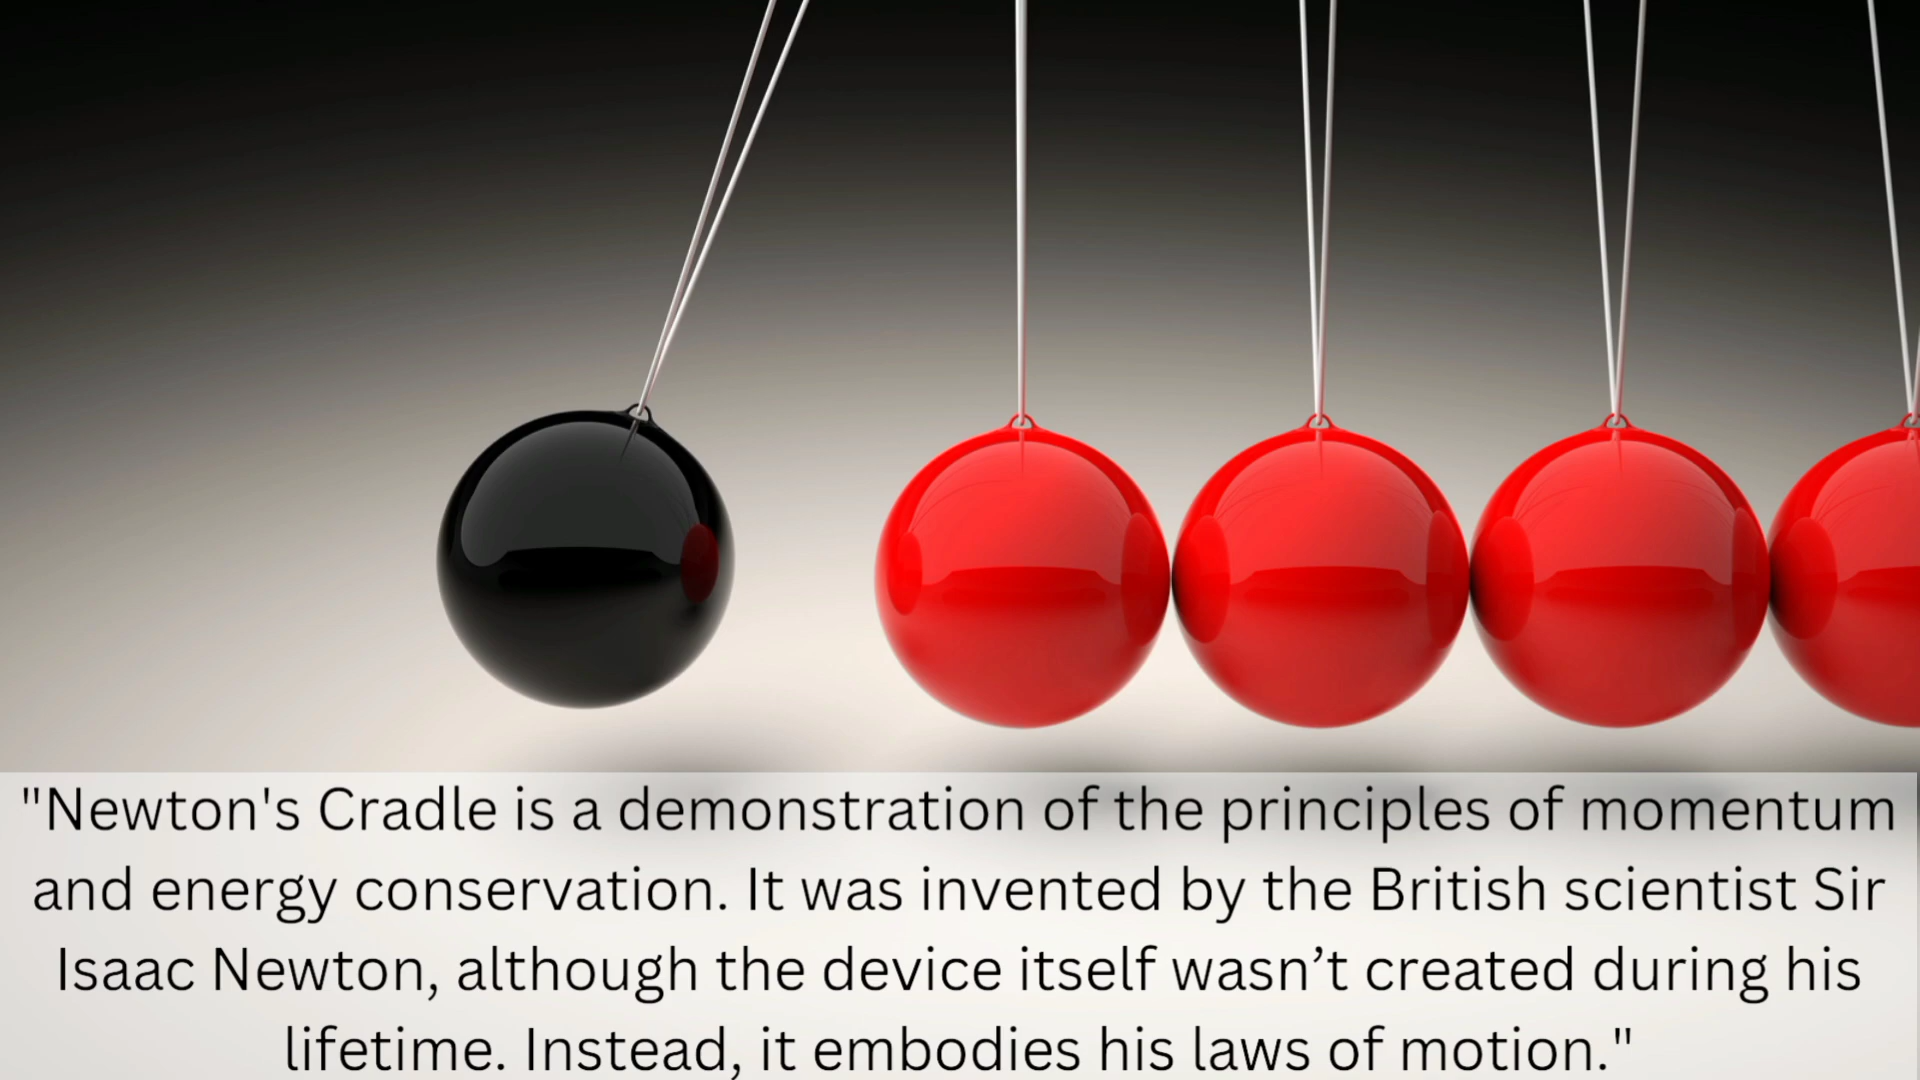 "Newton's Cradle is a demonstration of the principles of momentum
and energy conservation. It was invented by the British scientist Sir
Isaac Newton, although the device itself wasn’t created during his
lifetime. Instead, it embodies his laws of motion."